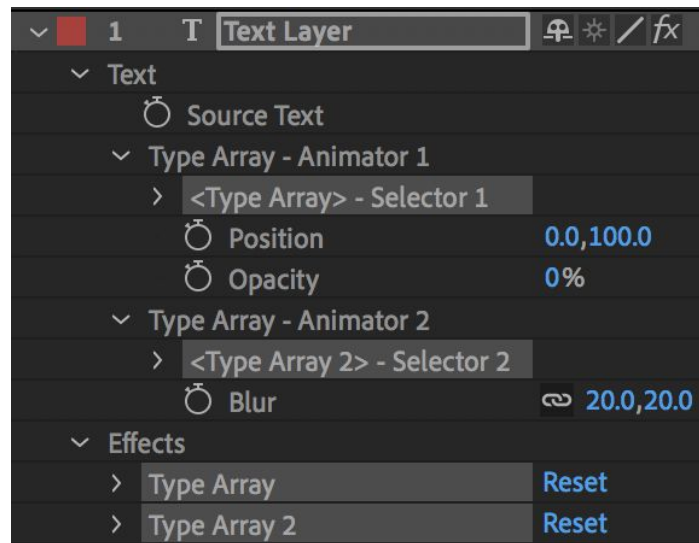 1 T Text Layer fx
Text
Source Text
Type Array - Animator 1
<Type Array> - Selector 1
Position 0.0,100.0
Opacity 0%
Type Array - Animator 2
<Type Array 2> - Selector 2
Blur 20.0,20.0
Effects
Type Array Reset
Type Array 2 Reset